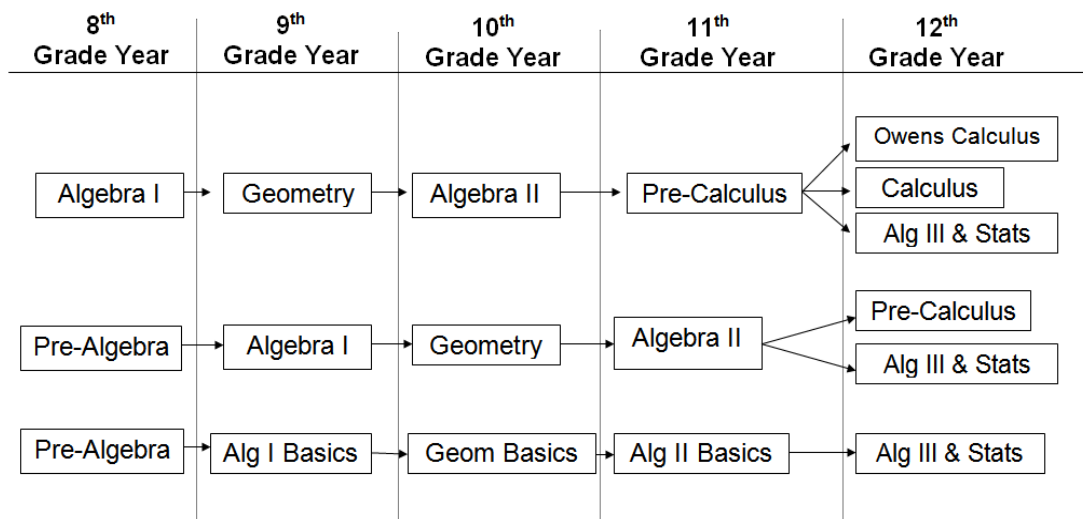 8th 9th 10th 11th 12th
Grade Year Grade Year Grade Year Grade Year Grade Year
Owens Calculus
Algebra I Geometry Algebra II Pre-Calculus Calculus
Alg III & Stats
Pre-Calculus
Pre-Algebra Algebra I Geometry Algebra II
Alg III & Stats
Pre-Algebra Alg I Basics Geom Basics Alg II Basics Alg III & Stats